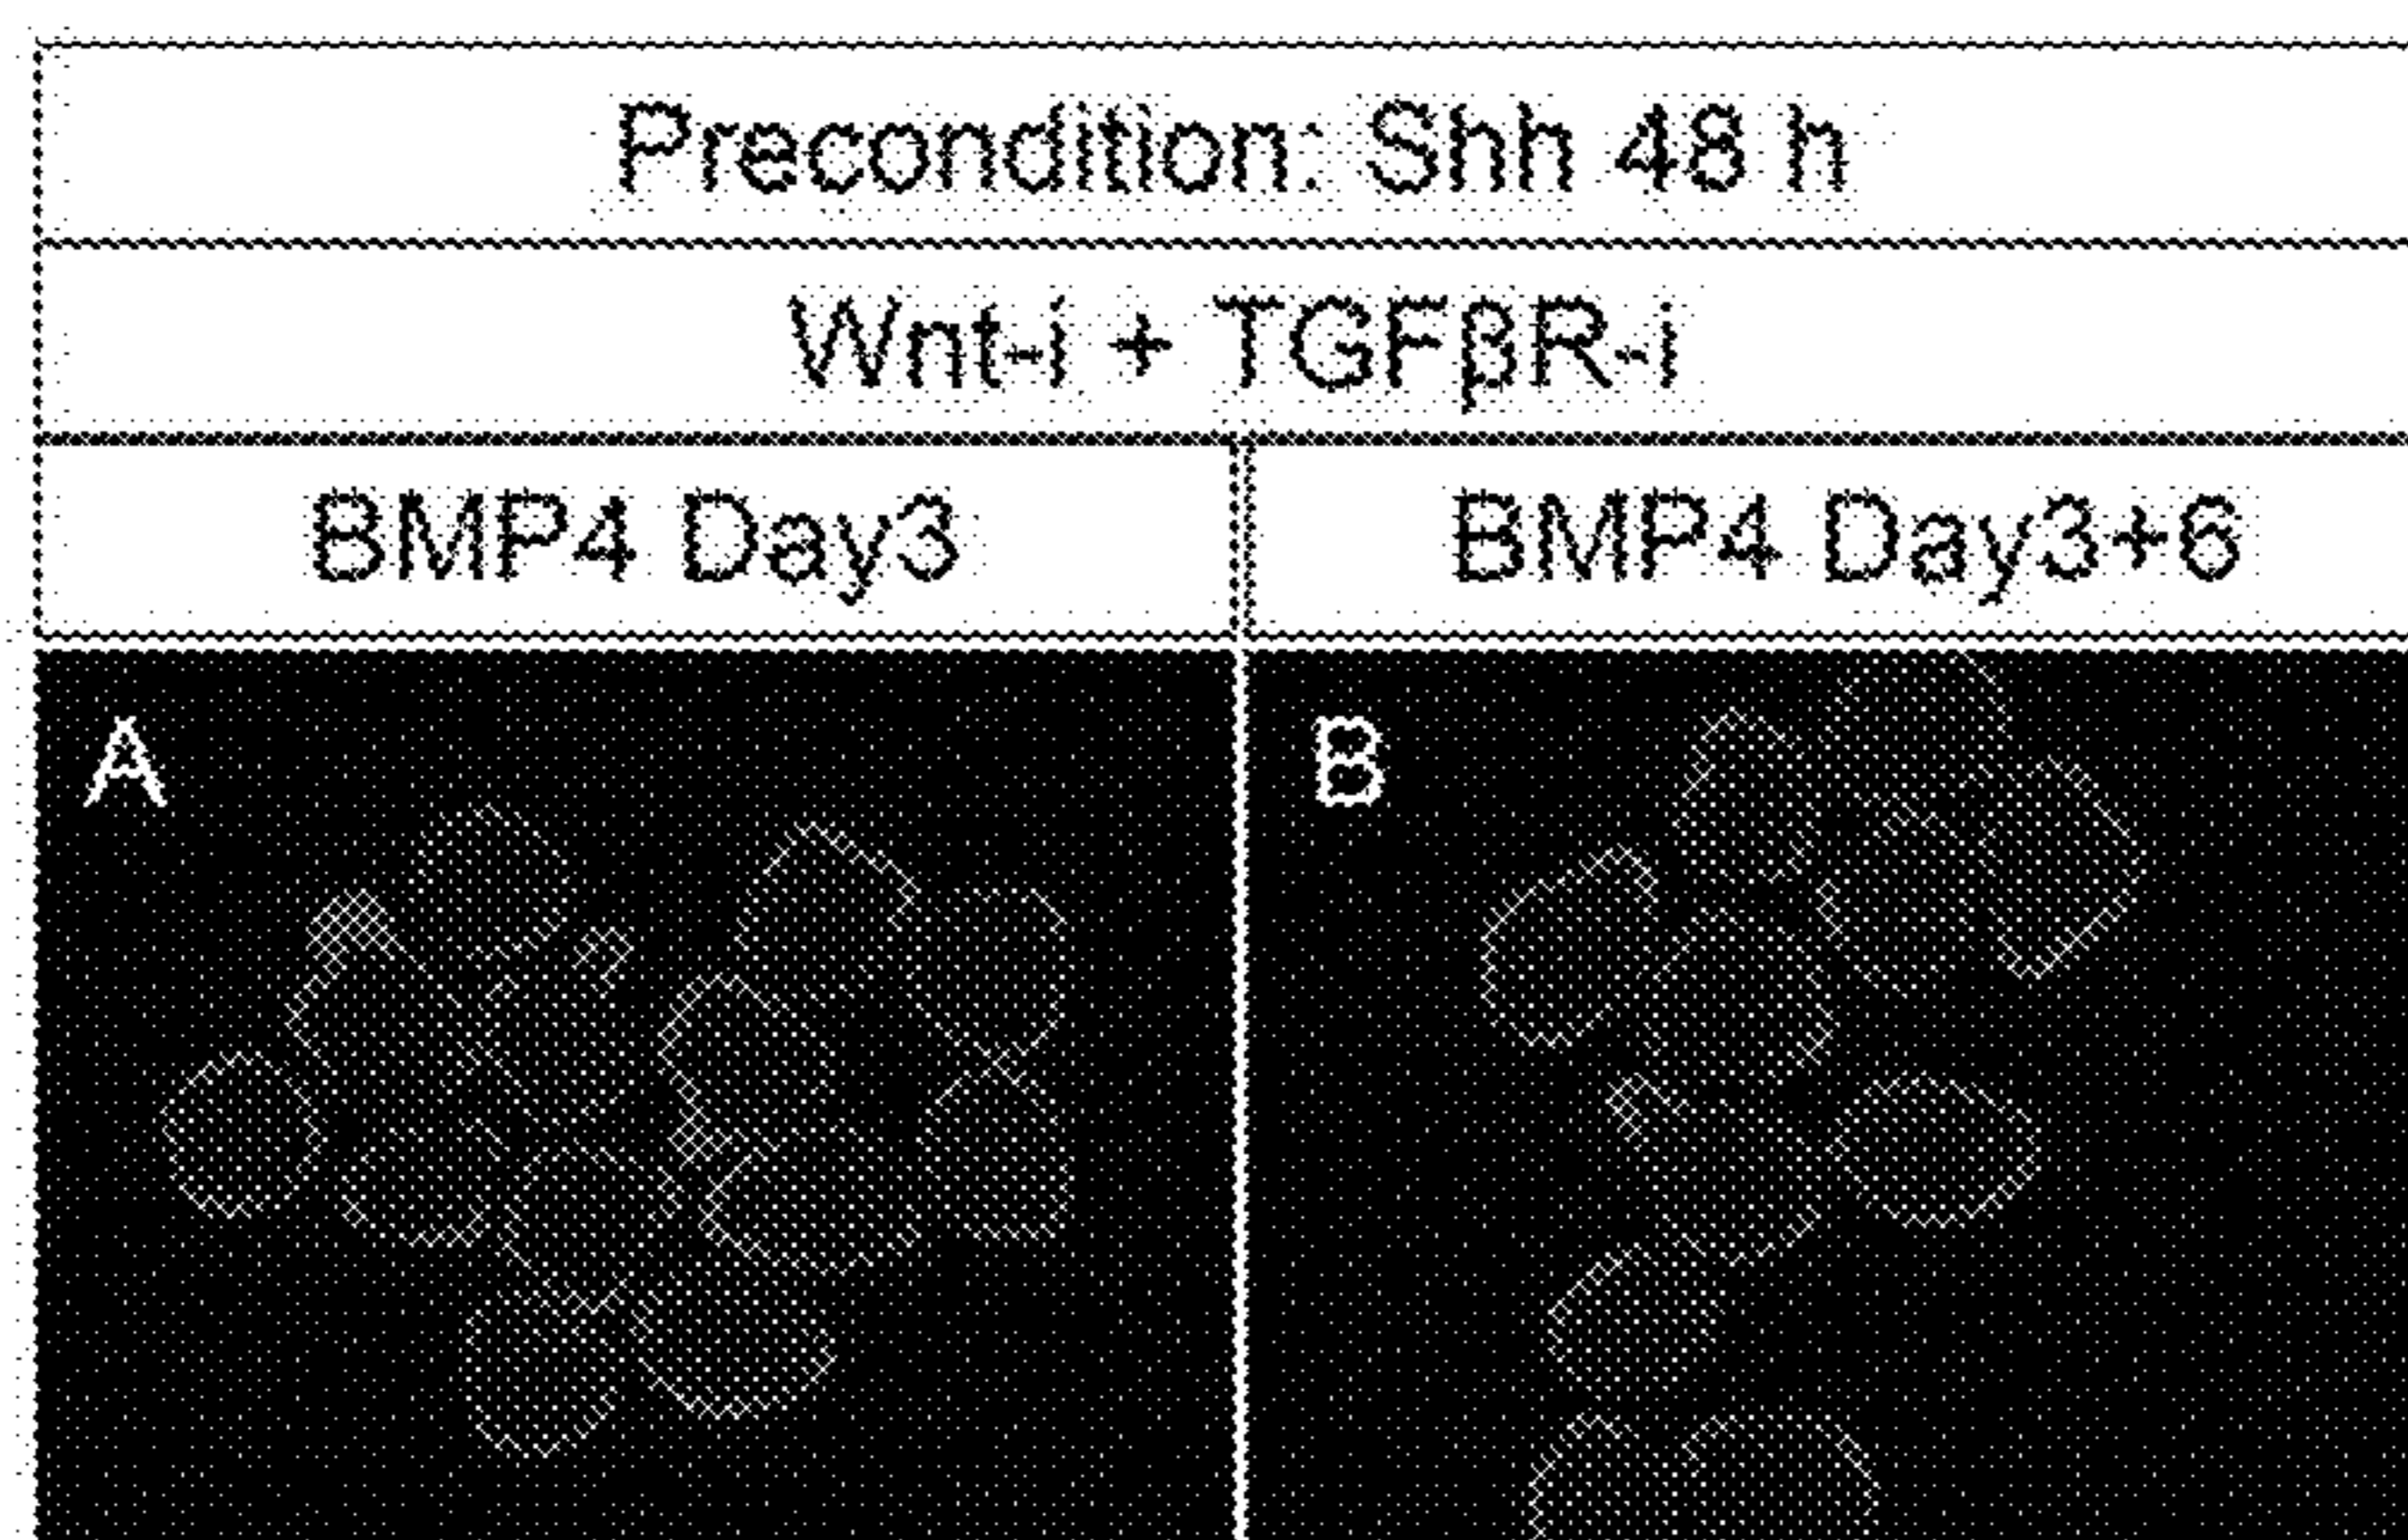 Precondition: Shh 48 h
Wnt-i + TGFβR-i
BMP4 Day3
BMP4 Day3+6
A
B